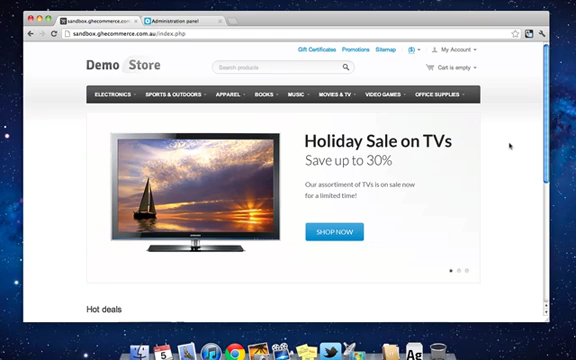 sandbox.ghecommerce.com.au
Administration panel
sandbox.ghecommerce.com.au/index.php
Gift Certificates
Promotions
Sitemap
($)
My Account
Demo Store
Search products
Cart is empty
ELECTRONICS
SPORTS & OUTDOORS
APPAREL
BOOKS
MUSIC
MOVIES & TV
VIDEO GAMES
OFFICE SUPPLIES
Holiday Sale on TVs
Save up to 30%
Our assortment of TVs is on sale now
for a limited time!
SHOP NOW
Hot deals
5
Ag